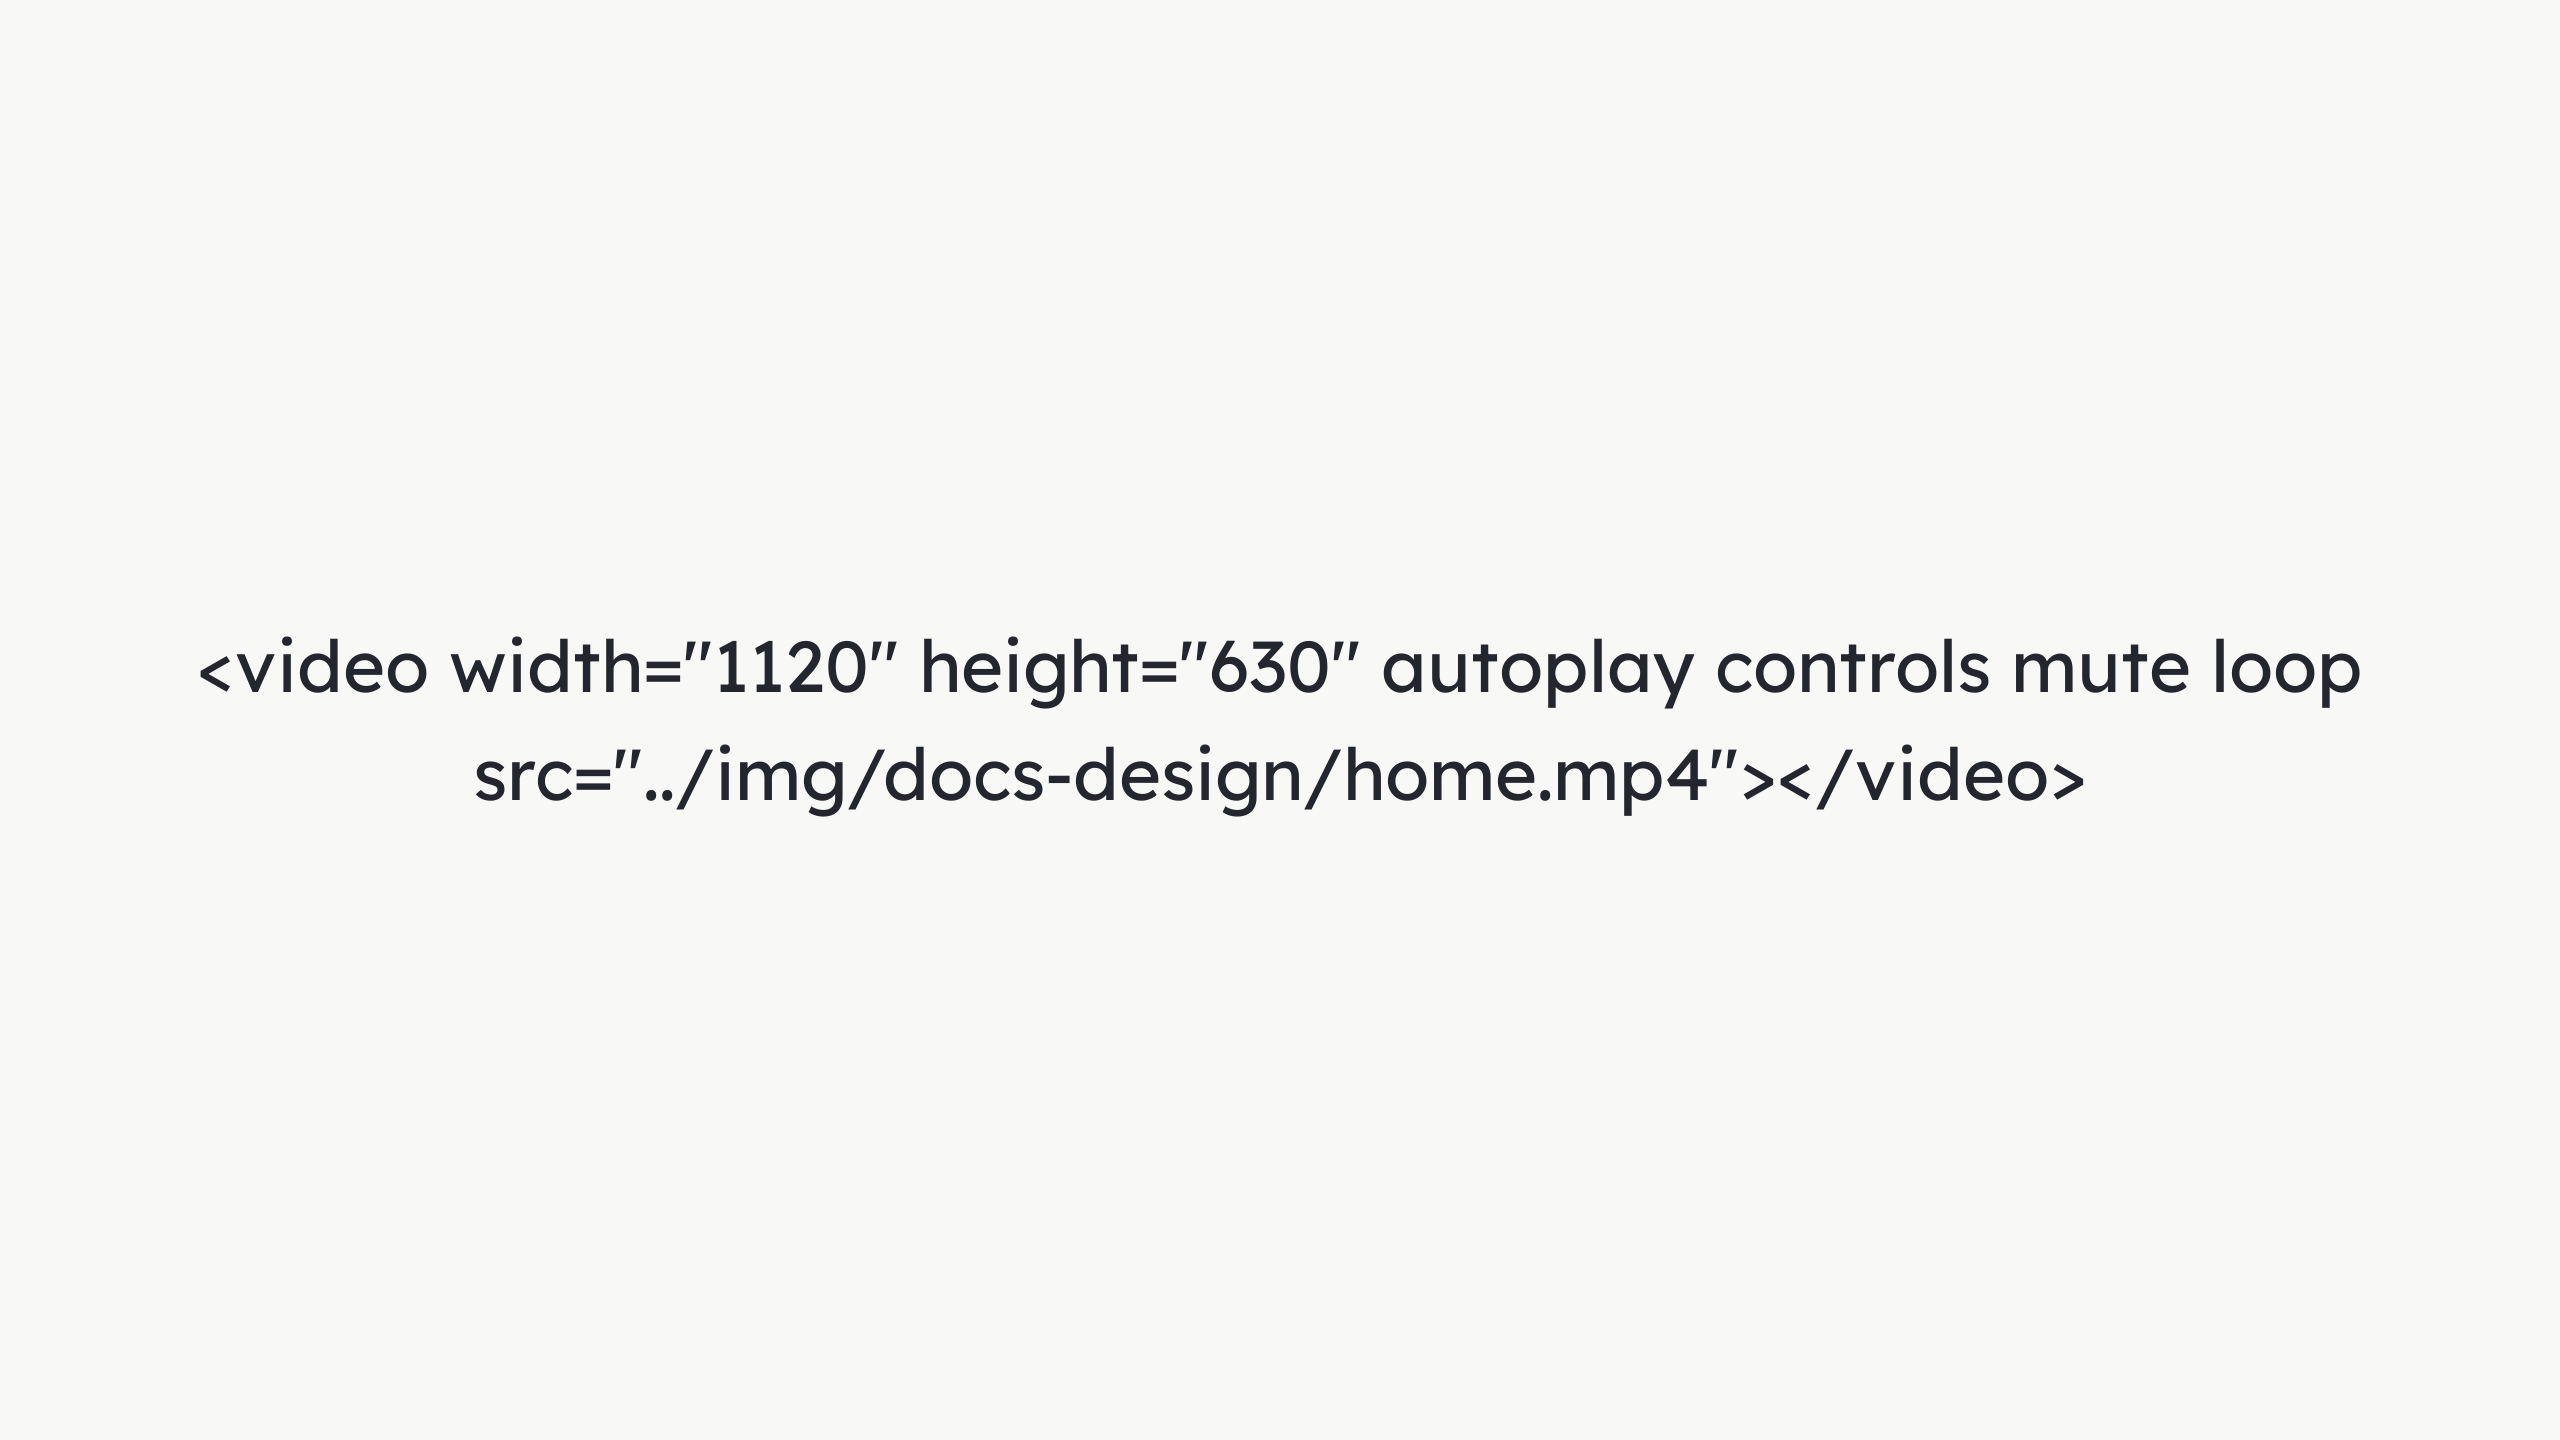 <video width="1120" height="630" autoplay controls mute loop
src="../img/docs-design/home.mp4"></video>